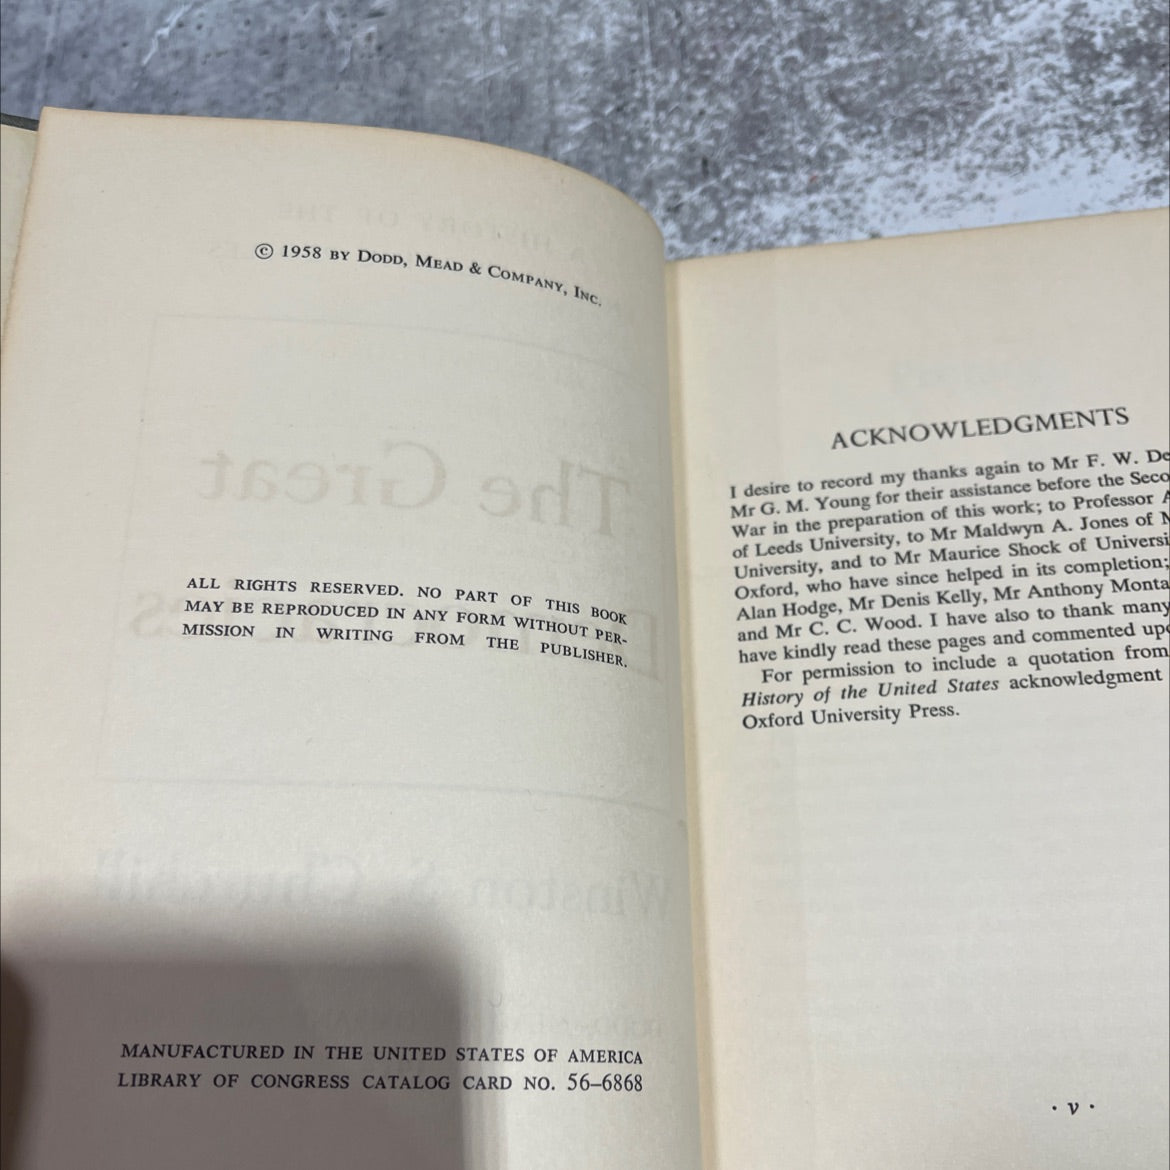 © 1958 BY DODD, MEAD & COMPANY, INC.
ALL RIGHTS RESERVED. NO PART OF THIS BOOK
MAY BE REPRODUCED IN ANY FORM WITHOUT PER-
MISSION IN WRITING FROM THE PUBLISHER.
MANUFACTURED IN THE UNITED STATES OF AMERICA
LIBRARY OF CONGRESS CATALOG CARD NO. 56–6868
ACKNOWLEDGMENTS
I desire to record my thanks again to Mr F. W.
Mr G. M. Young for their assistance before the
War in the preparation of this work; to Professor
of Leeds University, to Mr Maldwyn A. Jones of
University, and to Mr Maurice Shock of
Oxford, who have since helped in its completion;
Alan Hodge, Mr Denis Kelly, Mr Anthony
and Mr C. C. Wood. I have also to thank many
have kindly read these pages and commented
For permission to include a quotation from
History of the United States acknowledgment
Oxford University Press.
· v ·
The Great
Winston S. Churchill